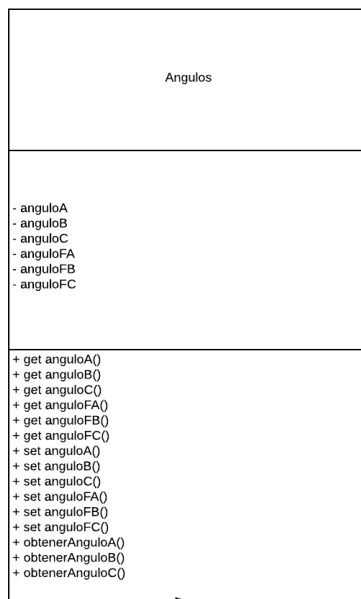 Angulos
- anguloA
- anguloB
- anguloC
- anguloFA
- anguloFB
- anguloFC
+ get anguloA()
+ get anguloB()
+ get anguloC()
+ get anguloFA()
+ get anguloFB()
+ get anguloFC()
+ set anguloA()
+ set anguloB()
+ set anguloC()
+ set anguloFA()
+ set anguloFB()
+ set anguloFC()
+ obtenerAnguloA()
+ obtenerAnguloB()
+ obtenerAnguloC()